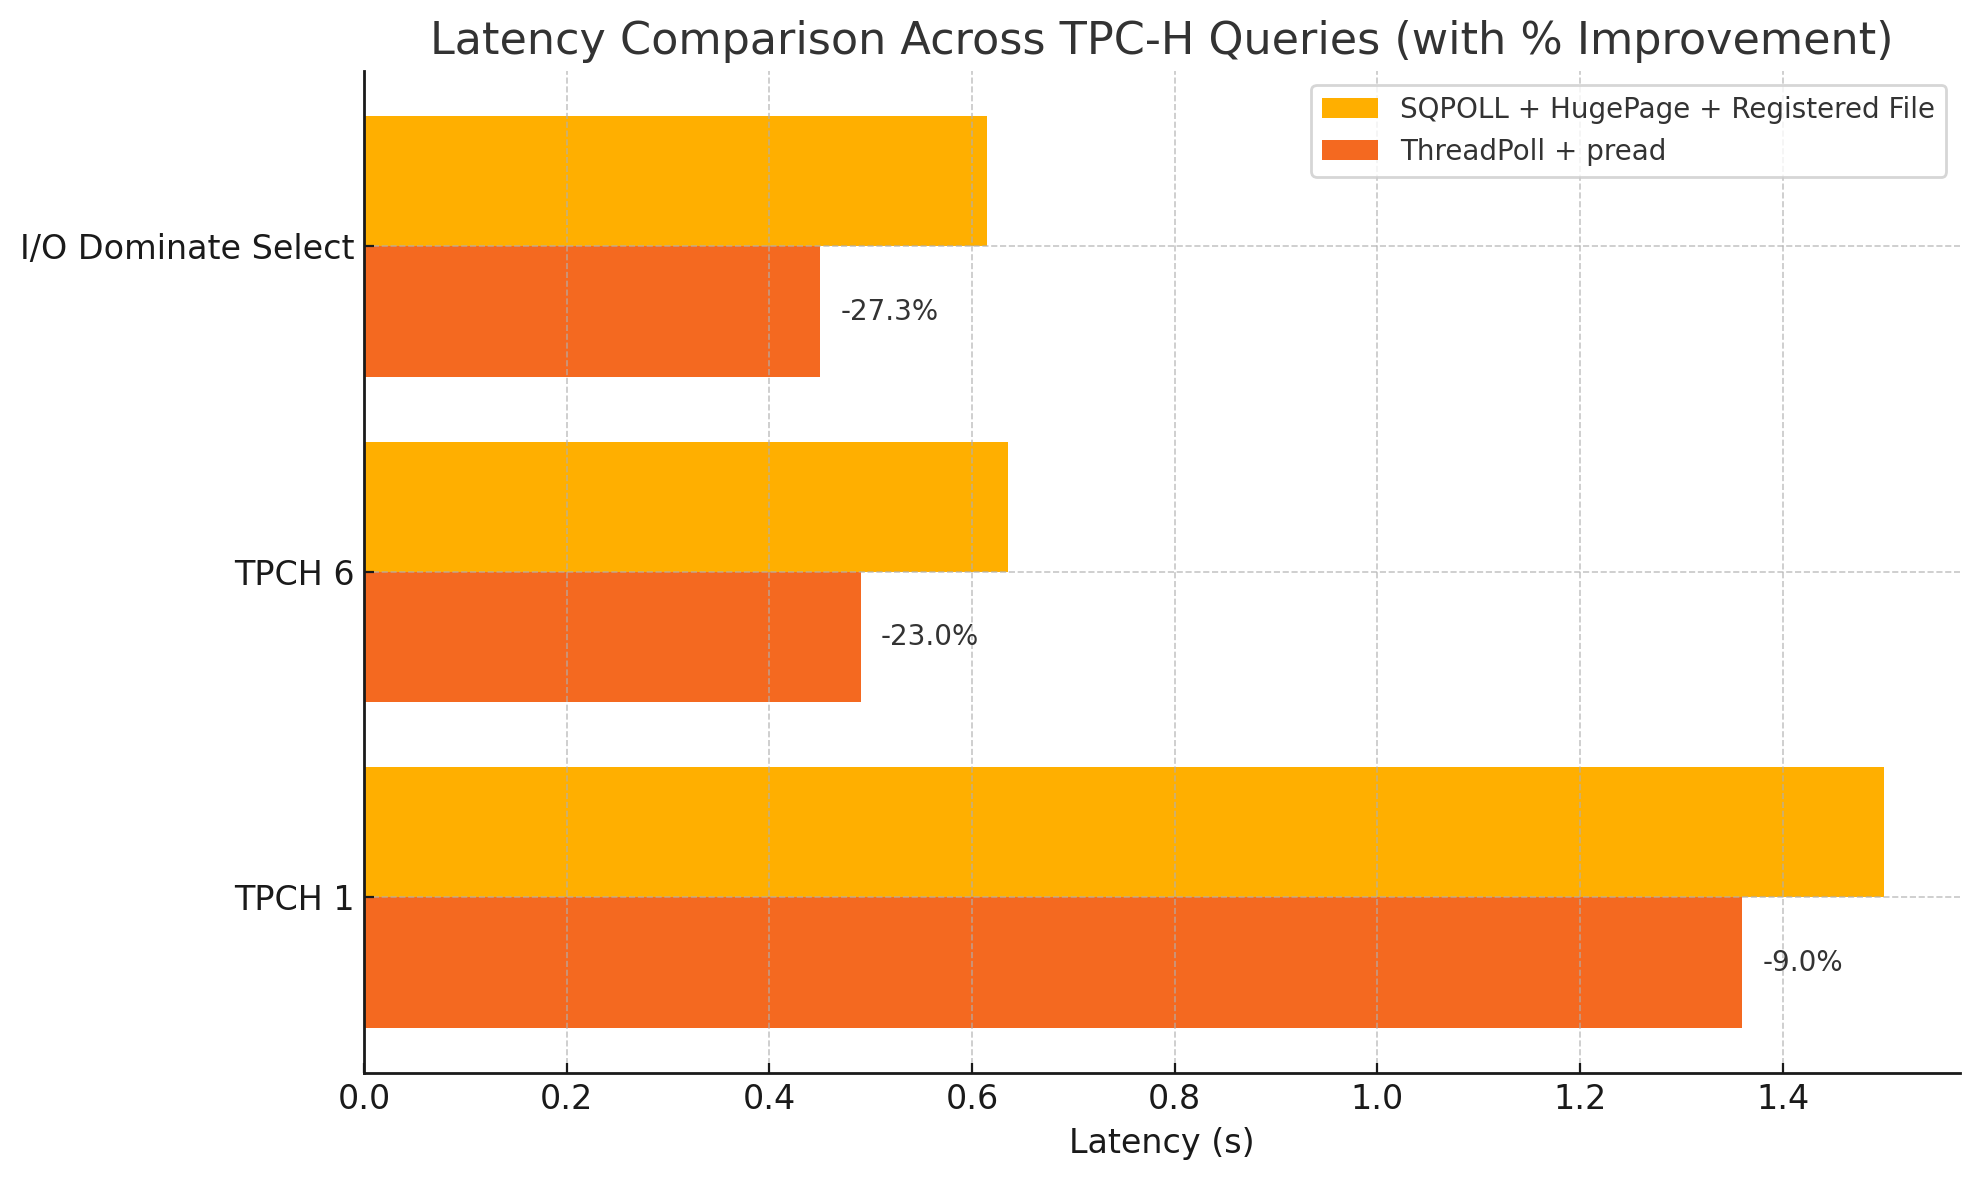 Latency Comparison Across TPC-H Queries (with % Improvement)
SQPOLL + HugePage + Registered File
ThreadPoll + pread
I/O Dominate Select
-27.3%
TPCH 6
-23.0%
TPCH 1
-9.0%
0.0 0.2 0.4 0.6 0.8 1.0 1.2 1.4
Latency (s)